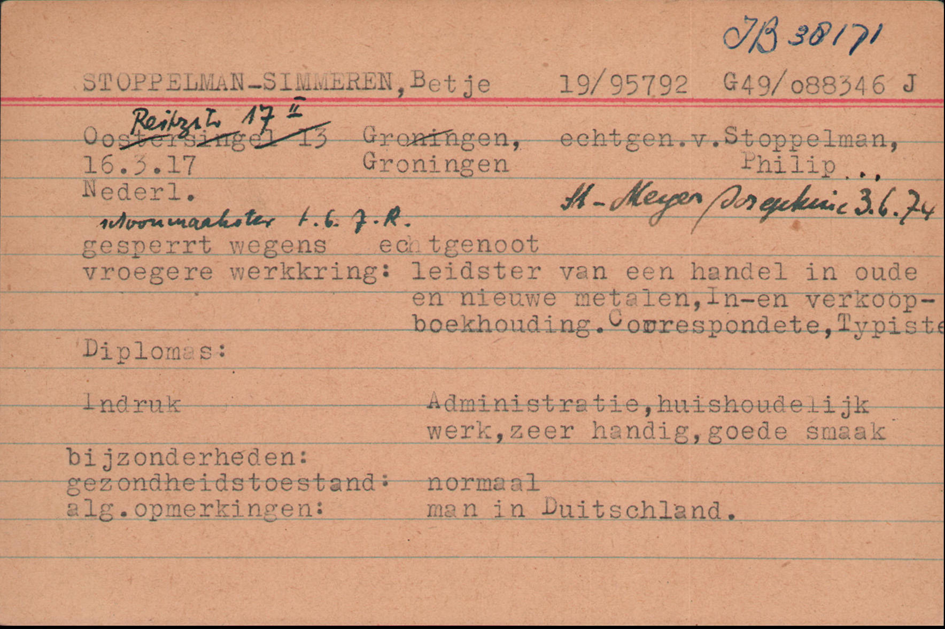 JB 38171
STOPPELMAN-SIMMEREN,Betje 19/95792 G49/o88346 J
Reitzstr 17 II
Oostersingel 13 Groningen, echtgen.v.Stoppelman,
16.3.17 Groningen Philip...
Nederl.
St-Meyer Josephine 3.6.74
schoonmaakster t.b. J.R.
gesperrt wegens echtgenoot
vroegere werkkring: leidster van een handel in oude
en nieuwe metalen,In-en verkoop-
boekhouding.Correspondete,Typiste
Diplomas:
Indruk Administratie,huishoudelijk
werk,zeer handig,goede smaak
bijzonderheden:
gezondheidstoestand: normaal
alg.opmerkingen: man in Duitschland.